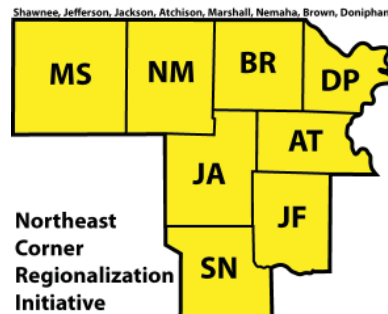 Shawnee, Jefferson, Jackson, Atchison, Marshall, Nemaha, Brown, Doniphan
MS
NM
BR
DP
AT
JA
JF
SN
Northeast
Corner
Regionalization
Initiative